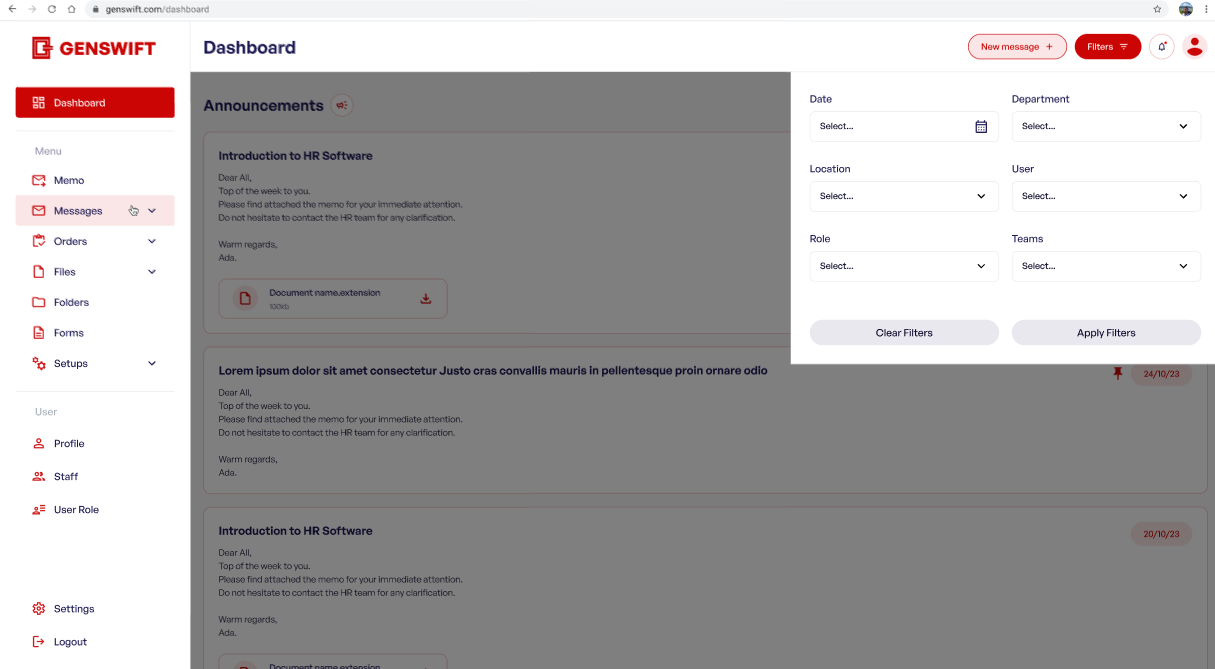 genswift.com/dashboard
GENSWIFT
Dashboard
New message +
Filters
Dashboard
Menu
Memo
Messages
Orders
Files
Folders
Forms
Setups
User
Profile
Staff
User Role
Settings
Logout
Announcements
Introduction to HR Software
Dear All,
Top of the week to you.
Please find attached the memo for your immediate attention.
Do not hesitate to contact the HR team for any clarification.
Warm regards,
Ada.
Document name.extension
100kb
Lorem ipsum dolor sit amet consectetur Justo cras convallis mauris in pellentesque proin ornare odio
24/10/23
Dear All,
Top of the week to you.
Please find attached the memo for your immediate attention.
Do not hesitate to contact the HR team for any clarification.
Warm regards,
Ada.
Introduction to HR Software
20/10/23
Dear All,
Top of the week to you.
Please find attached the memo for your immediate attention.
Do not hesitate to contact the HR team for any clarification.
Warm regards,
Ada.
Document name.extension
Date
Select...
Department
Select...
Location
Select...
User
Select...
Role
Select...
Teams
Select...
Clear Filters
Apply Filters